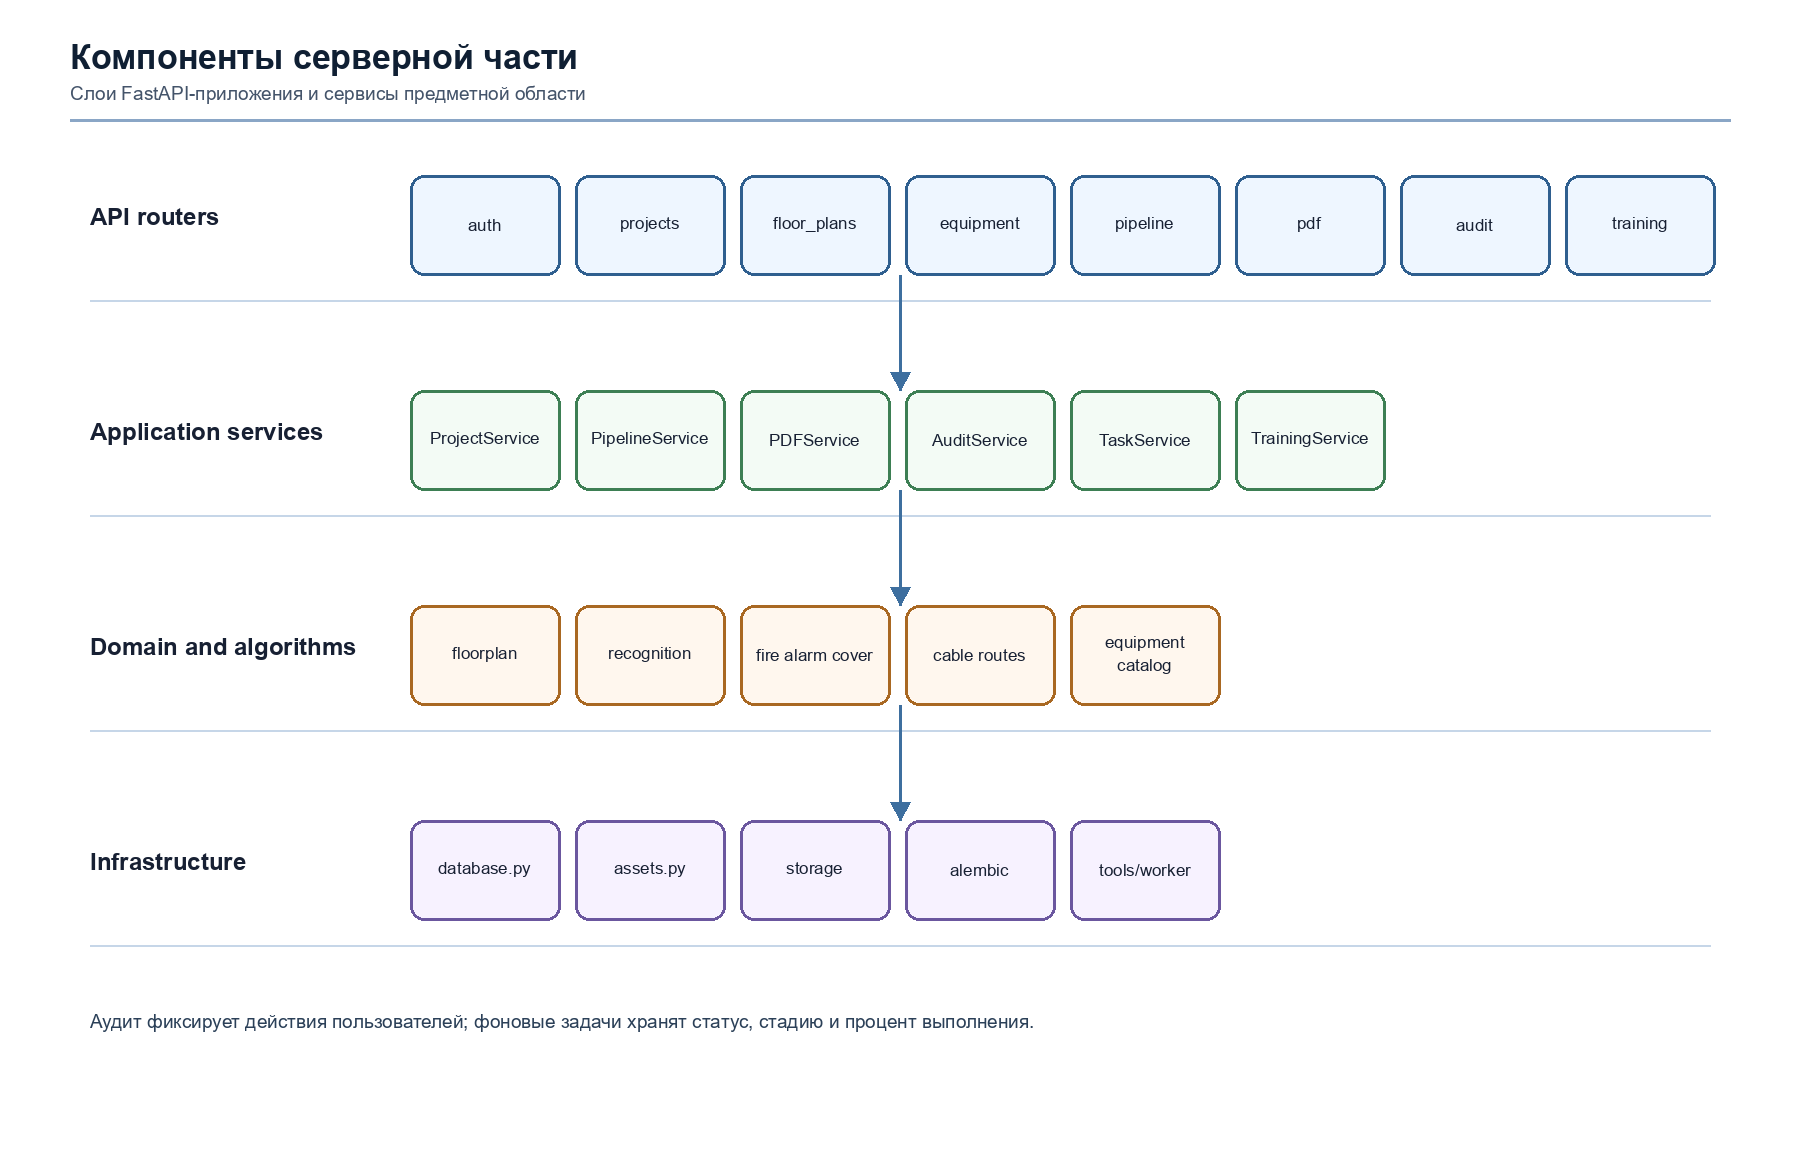 Компоненты серверной части
Слои FastAPI-приложения и сервисы предметной области
API routers
auth
projects
floor_plans
equipment
pipeline
pdf
audit
training
Application services
ProjectService
PipelineService
PDFService
AuditService
TaskService
TrainingService
Domain and algorithms
floorplan
recognition
fire alarm cover
cable routes
equipment
catalog
Infrastructure
database.py
assets.py
storage
alembic
tools/worker
Аудит фиксирует действия пользователей; фоновые задачи хранят статус, стадию и процент выполнения.